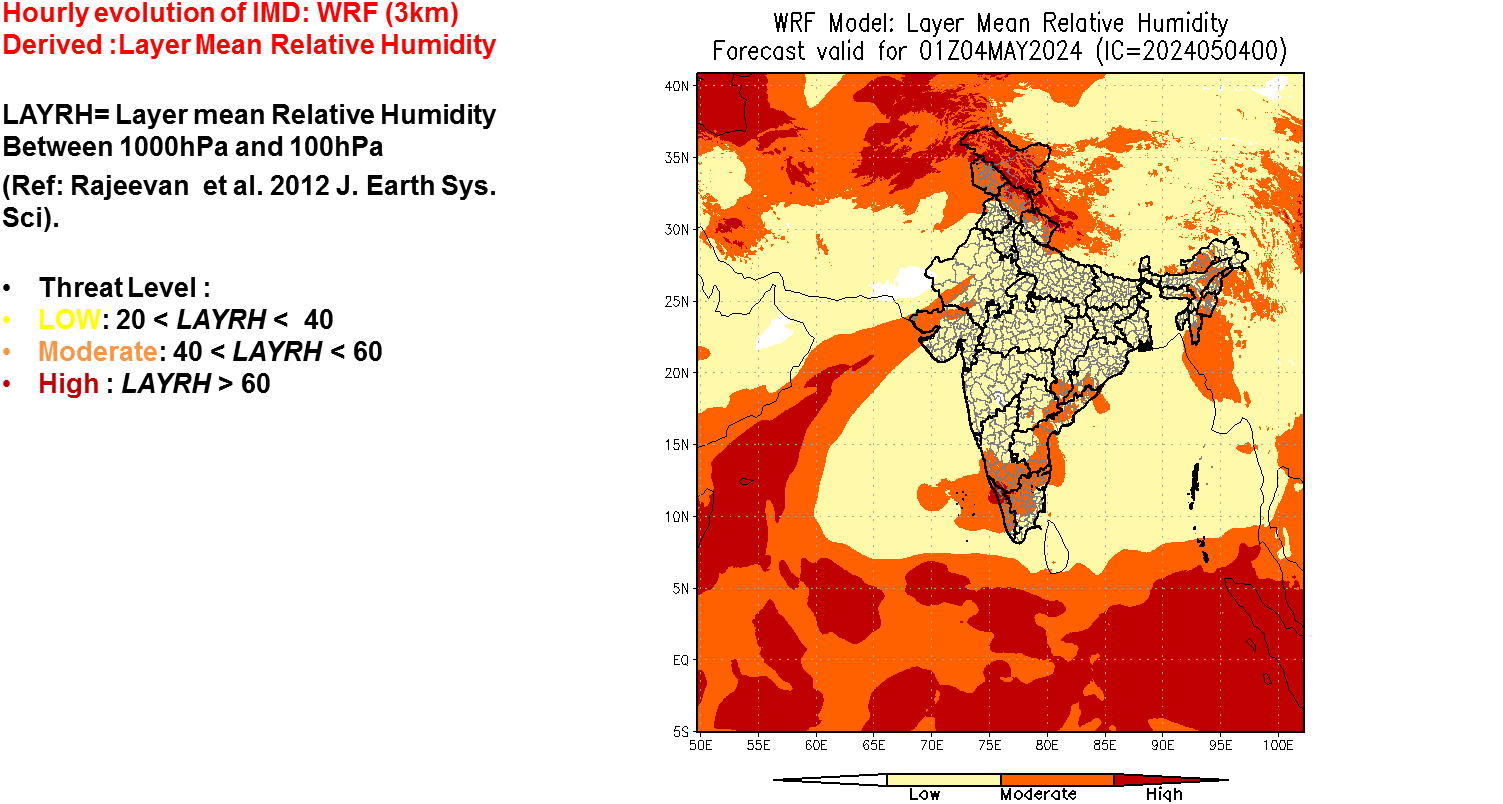 Hourly evolution of IMD: WRF (3km)
Derived :Layer Mean Relative Humidity
LAYRH= Layer mean Relative Humidity
Between 1000hPa and 100hPa
(Ref: Rajeevan et al. 2012 J. Earth Sys.
Sci).
• Threat Level :
• LOW: 20 < LAYRH < 40
• Moderate: 40 < LAYRH < 60
• High : LAYRH > 60
WRF Model: Layer Mean Relative Humidity
Forecast valid for 01Z04MAY2024 (IC=2024050400)
40N
35N
30N
25N
20N
15N
10N
5N
EQ
5S
50E 55E 60E 65E 70E 75E 80E 85E 90E 95E 100E
Low Moderate High